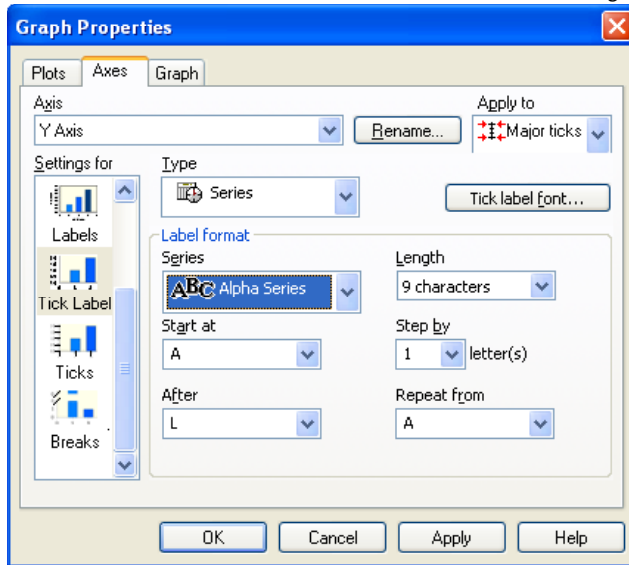 Graph Properties
Plots Axes Graph
Axis Apply to
Y Axis Rename... Major ticks
Settings for Type
Series Tick label font...
Labels
Label format
Series Length
ABC Alpha Series 9 characters
Tick Label
Start at Step by
A 1 letter(s)
Ticks
After Repeat from
L A
Breaks
OK Cancel Apply Help